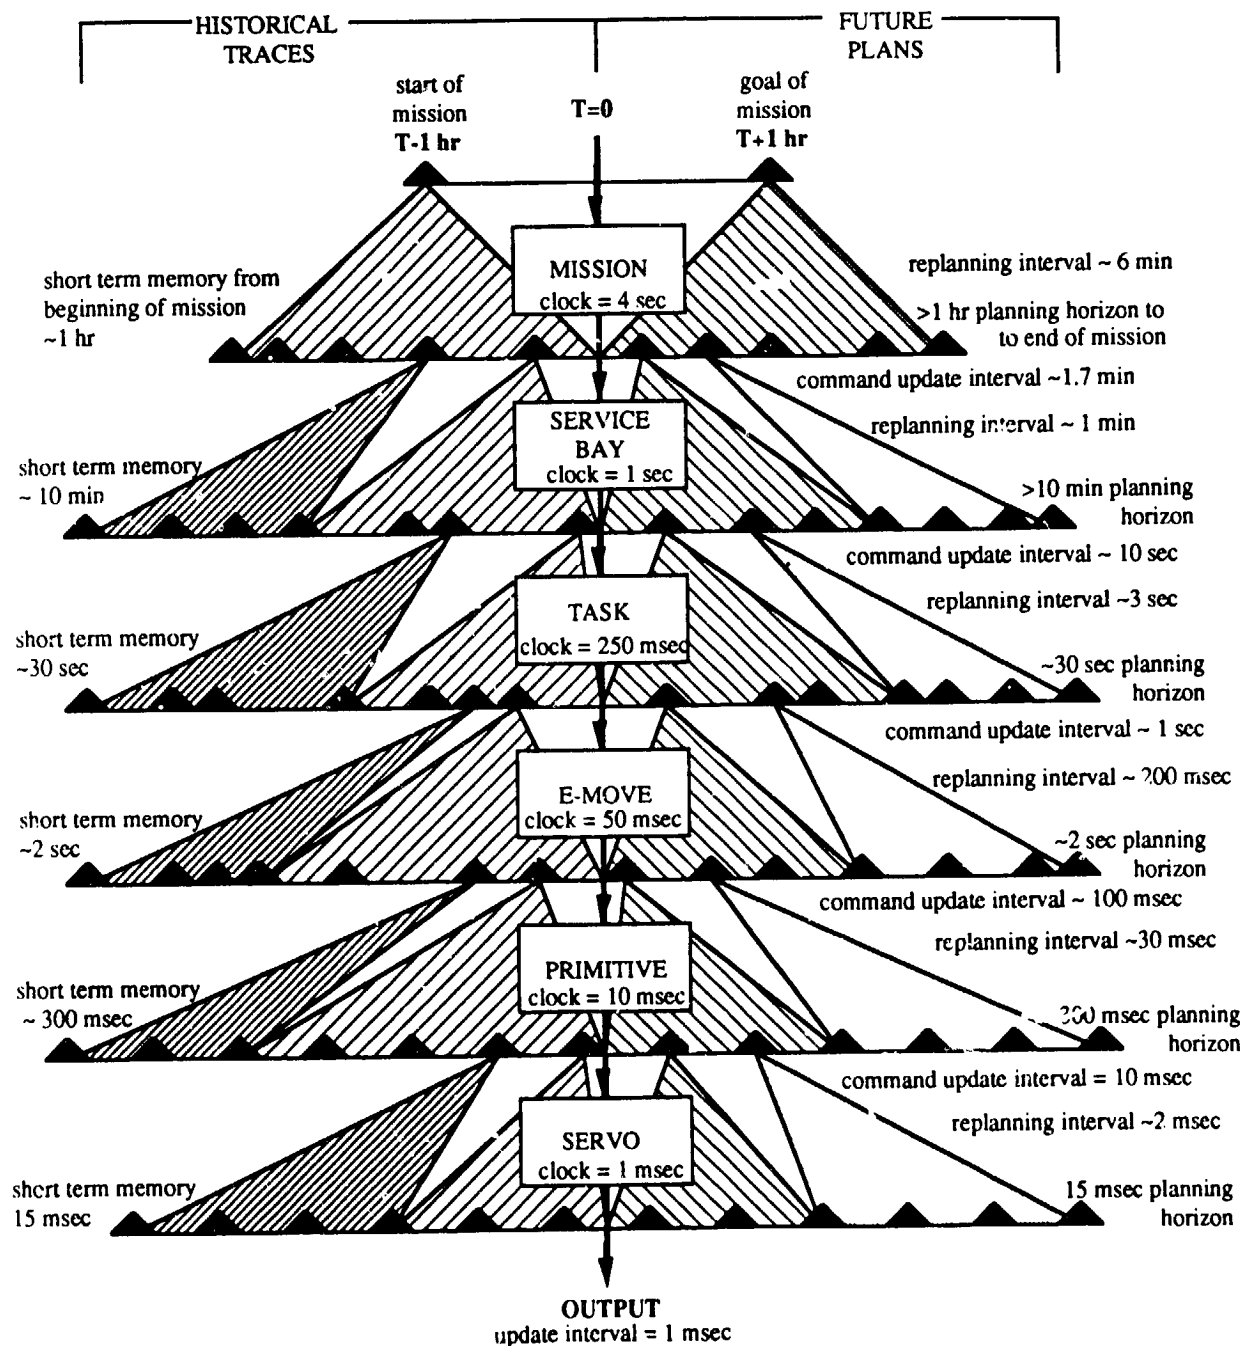 HISTORICAL
TRACES
FUTURE
PLANS
start of
mission
T-1 hr
T=0
goal of
mission
T+1 hr
MISSION
clock = 4 sec
short term memory from
beginning of mission
~1 hr
replanning interval ~ 6 min
>1 hr planning horizon to
to end of mission
command update interval ~1.7 min
SERVICE
BAY
clock = 1 sec
replanning interval ~ 1 min
short term memory
~ 10 min
>10 min planning
horizon
command update interval ~ 10 sec
TASK
clock = 250 msec
replanning interval ~3 sec
short term memory
~30 sec
~30 sec planning
horizon
command update interval ~ 1 sec
E-MOVE
clock = 50 msec
replanning interval ~ 200 msec
short term memory
~2 sec
~2 sec planning
horizon
command update interval ~ 100 msec
PRIMITIVE
clock = 10 msec
replanning interval ~30 msec
short term memory
~ 300 msec
300 msec planning
horizon
command update interval = 10 msec
SERVO
clock = 1 msec
replanning interval ~2 msec
short term memory
15 msec
15 msec planning
horizon
OUTPUT
update interval = 1 msec